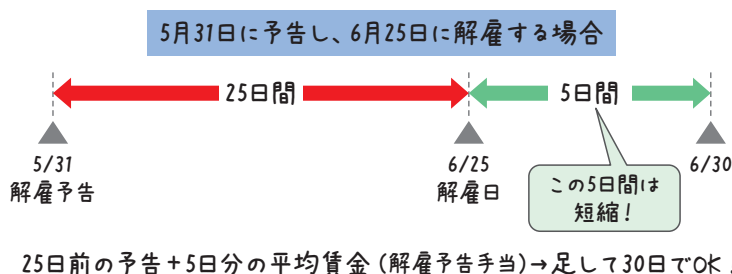 5月31日に予告し、6月25日に解雇する場合
25日間
5日間
5/31
解雇予告
6/25
解雇日
この5日間は
短縮!
6/30
25日前の予告+5日分の平均賃金(解雇予告手当)→足して30日でOK!